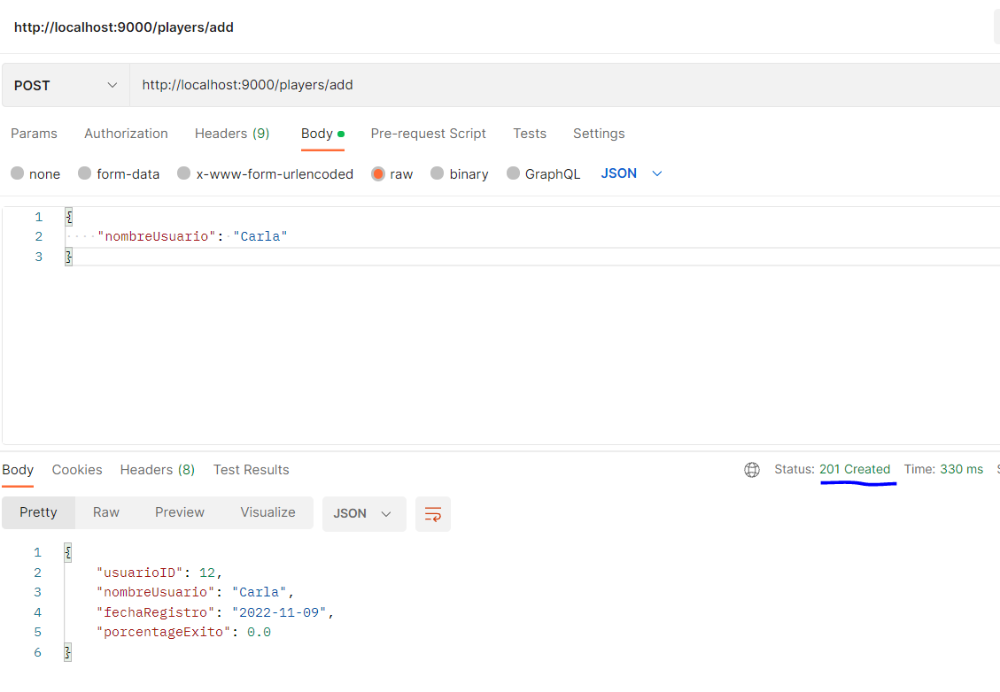 http://localhost:9000/players/add
POST http://localhost:9000/players/add
Params Authorization Headers (9) Body Pre-request Script Tests Settings
none form-data x-www-form-urlencoded raw binary GraphQL JSON
1 {
2 "nombreUsuario": "Carla"
3 }
Body Cookies Headers (8) Test Results Status: 201 Created Time: 330 ms
Pretty Raw Preview Visualize JSON
1 {
2 "usuarioID": 12,
3 "nombreUsuario": "Carla",
4 "fechaRegistro": "2022-11-09",
5 "porcentageExito": 0.0
6 }